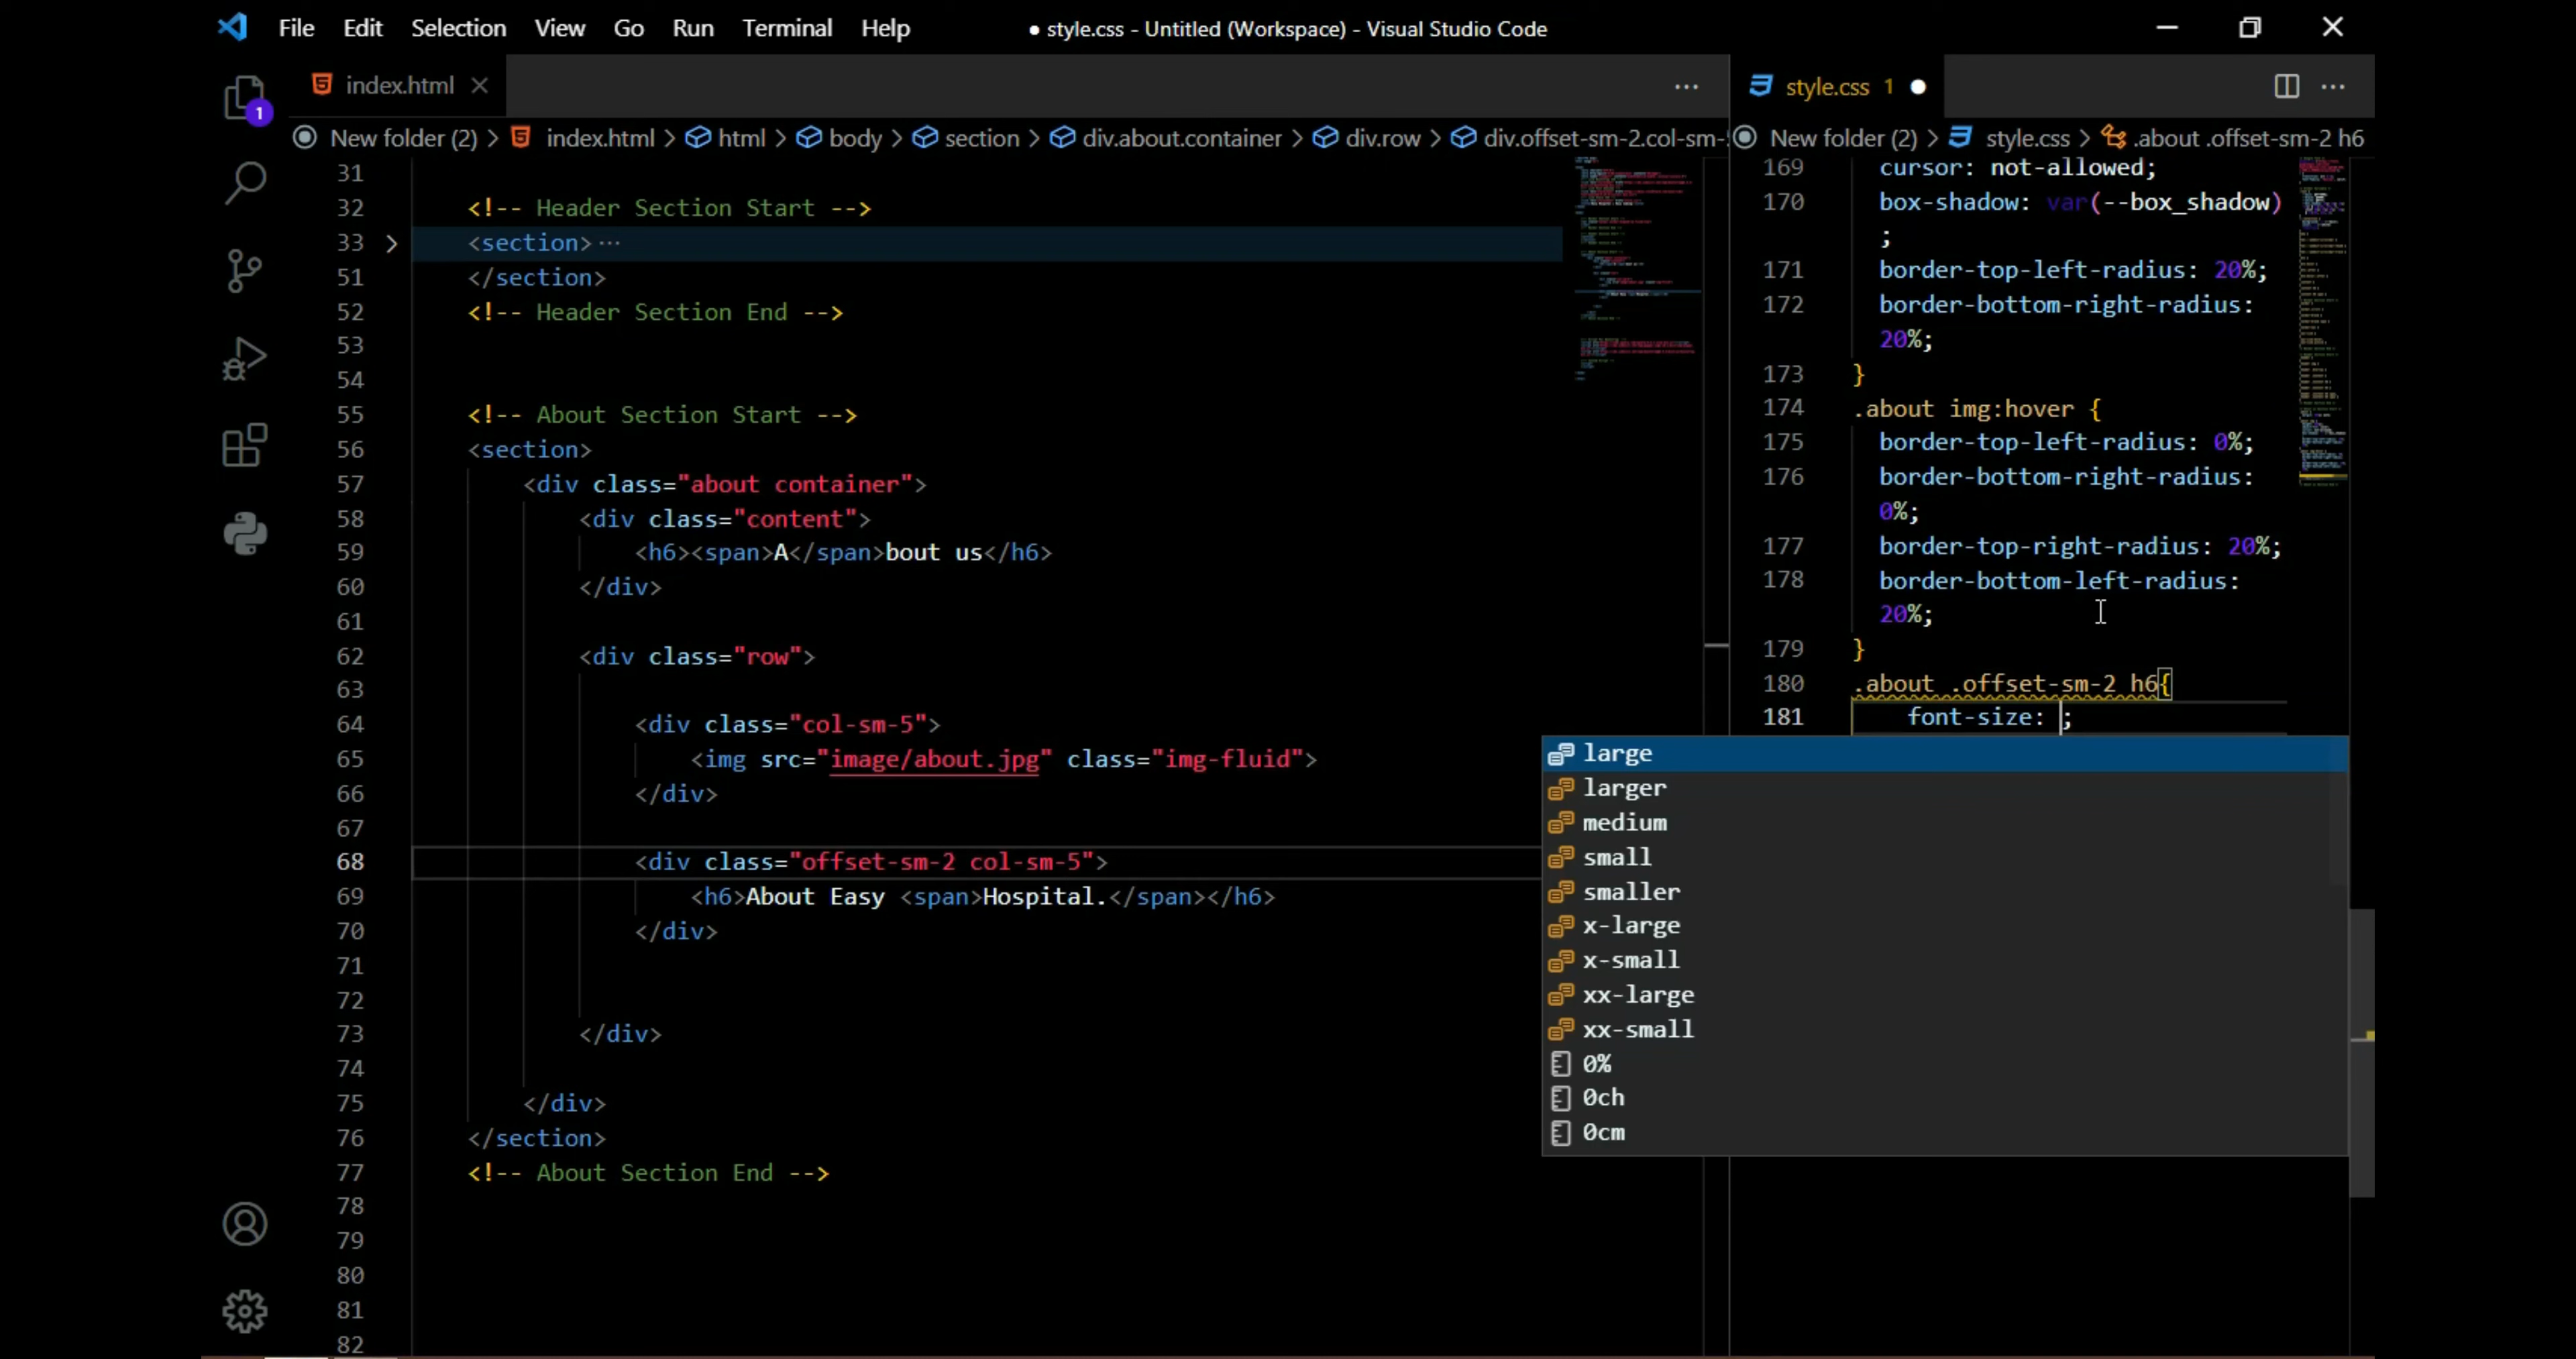 File Edit Selection View Go Run Terminal Help ● style.css - Untitled (Workspace) - Visual Studio Code
1
index.html
New folder (2) > index.html > html > body > section > div.about.container > div.row > div.offset-sm-2.col-sm-
31
32 <!-- Header Section Start -->
33 <section>···
51 </section>
52 <!-- Header Section End -->
53
54
55 <!-- About Section Start -->
56 <section>
57 <div class="about container">
58 <div class="content">
59 <h6><span>A</span>bout us</h6>
60 </div>
61
62 <div class="row">
63
64 <div class="col-sm-5">
65 <img src="image/about.jpg" class="img-fluid">
66 </div>
67
68 <div class="offset-sm-2 col-sm-5">
69 <h6>About Easy <span>Hospital.</span></h6>
70 </div>
71
72
73 </div>
74
75 </div>
76 </section>
77 <!-- About Section End -->
78
79
80
81
82
style.css 1 ●
New folder (2) > style.css > .about .offset-sm-2 h6
169 cursor: not-allowed;
170 box-shadow: var(--box_shadow)
;
171 border-top-left-radius: 20%;
172 border-bottom-right-radius:
20%;
173 }
174 .about img:hover {
175 border-top-left-radius: 0%;
176 border-bottom-right-radius:
0%;
177 border-top-right-radius: 20%;
178 border-bottom-left-radius:
20%;
179 }
180 .about .offset-sm-2 h6{
181 font-size: ;
large
larger
medium
small
smaller
x-large
x-small
xx-large
xx-small
0%
0ch
0cm